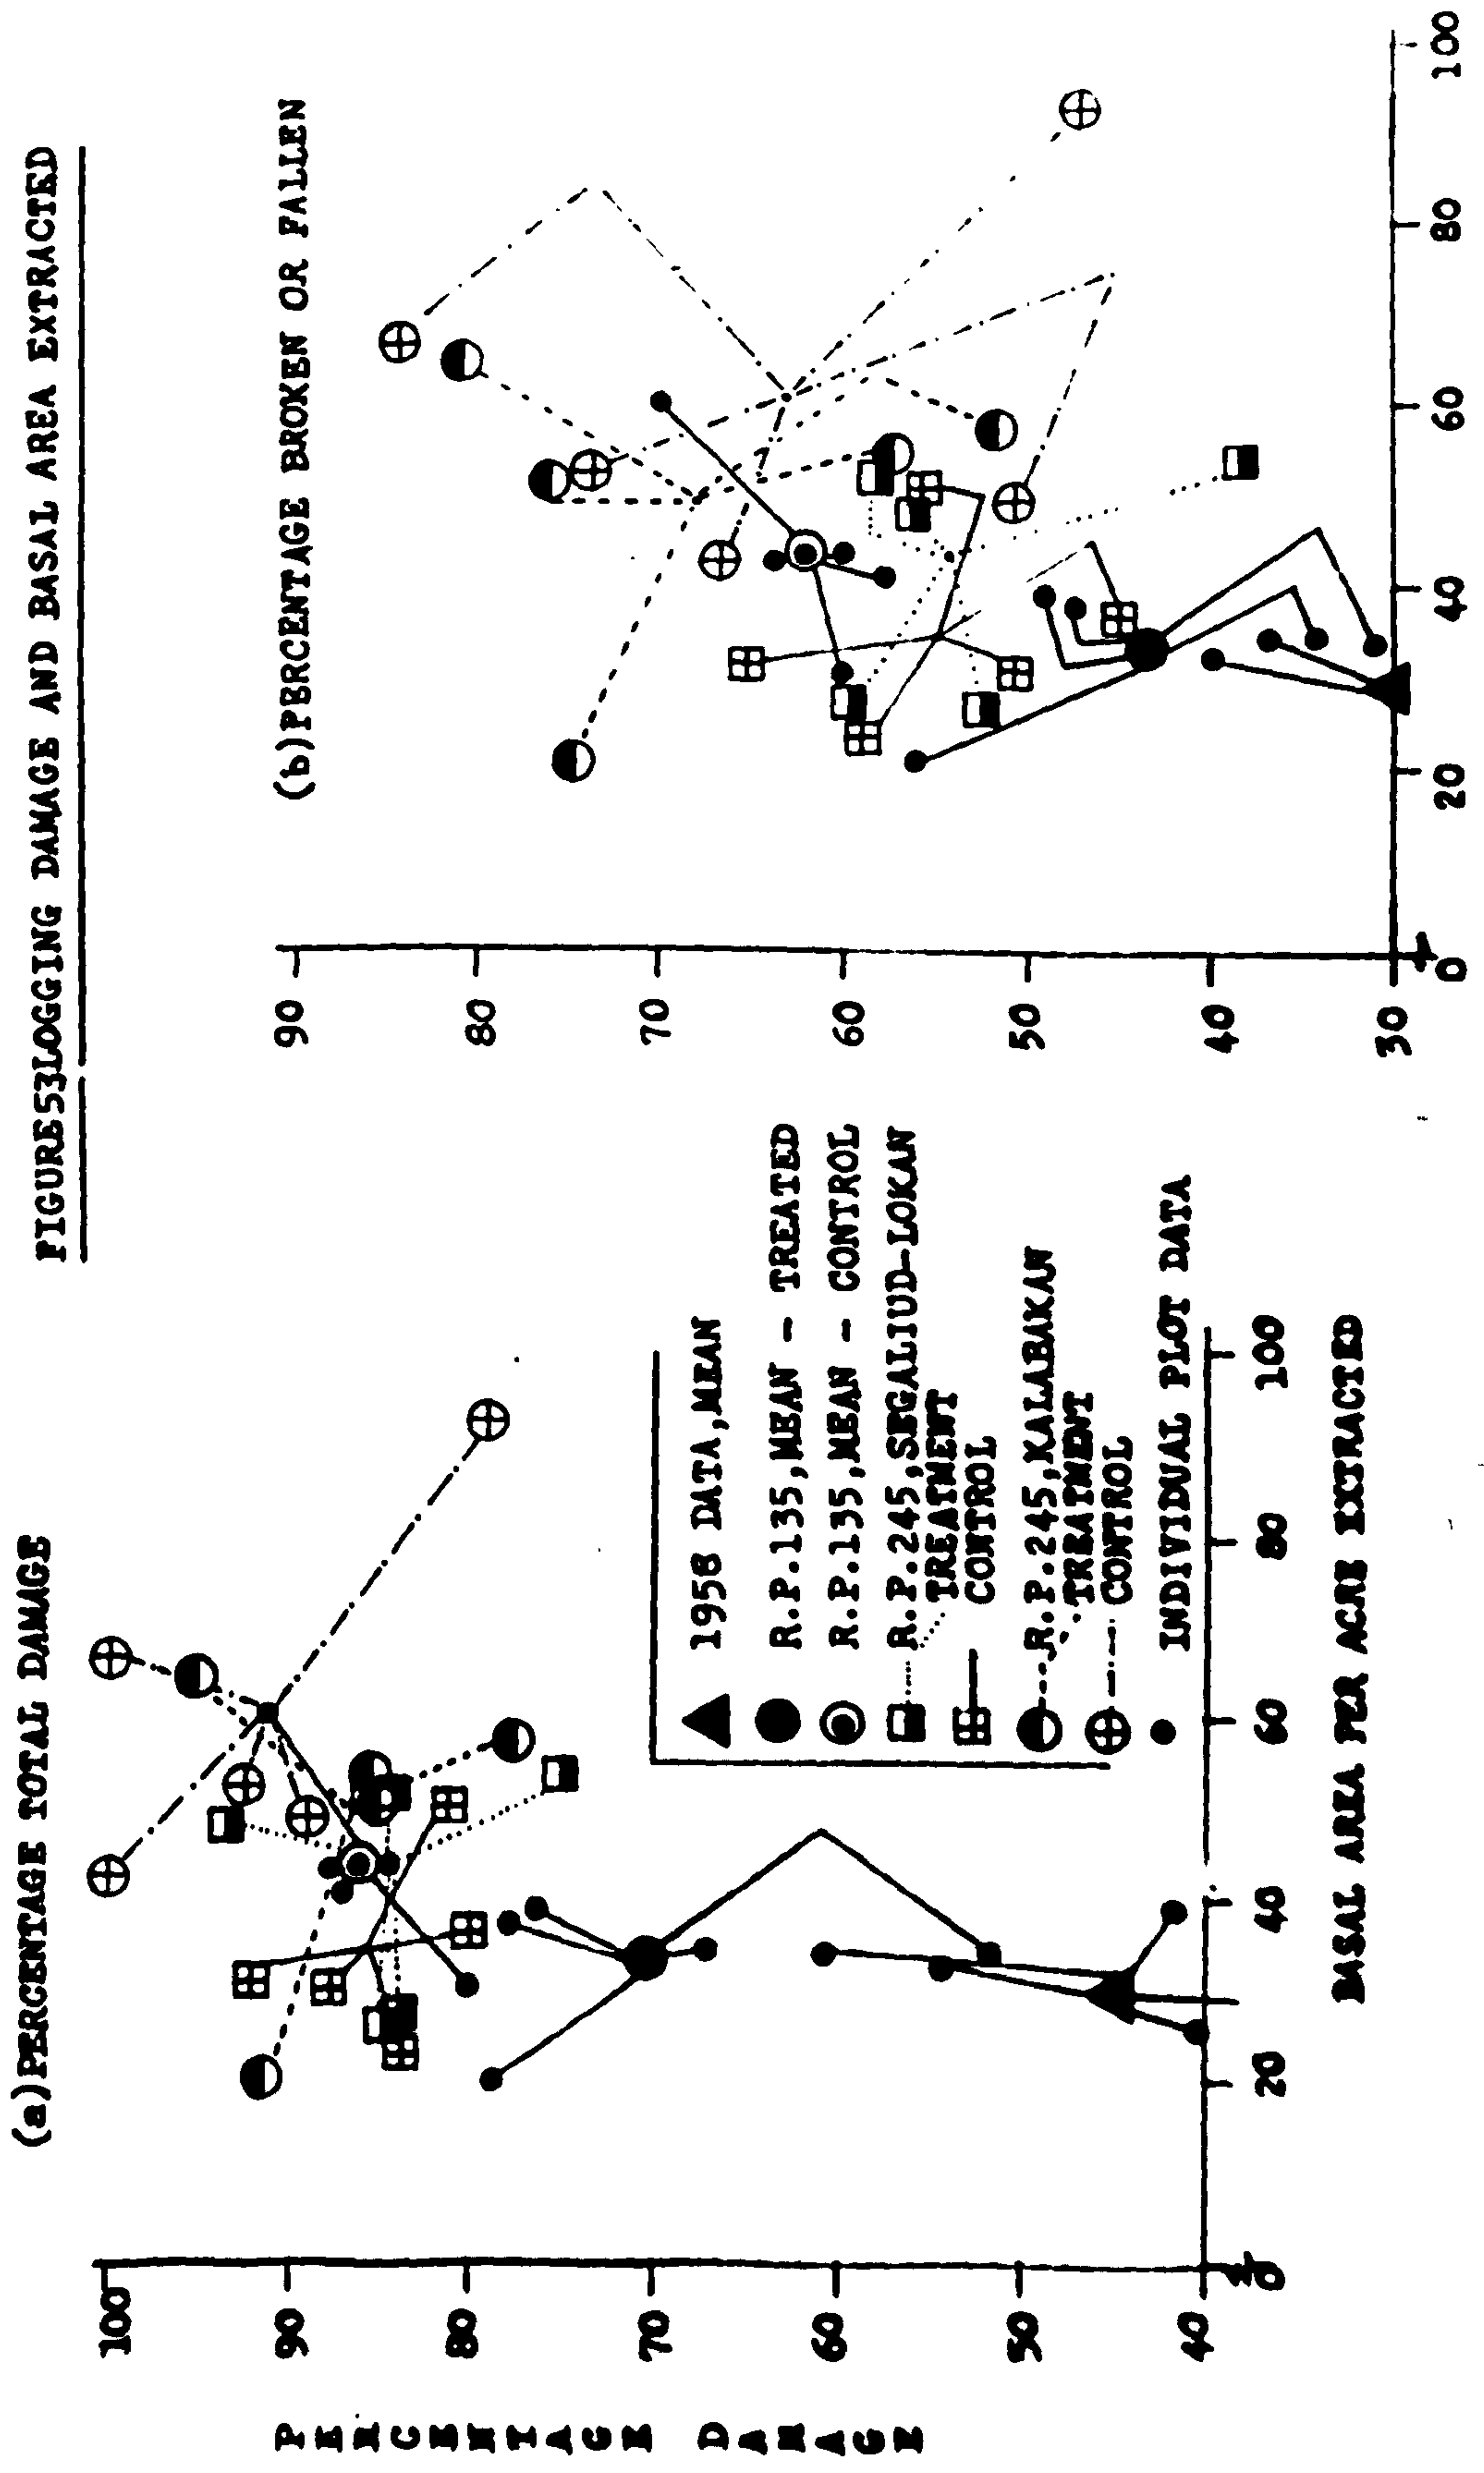 FIGURE53LOGGING DAMAGE AND BASAL AREA EXTRACTED
(a)PERCENTAGE TOTAL DAMAGE
100
90
80
70
60
50
40
0
20
40
60
80
100
PERCENTAGE DAMAGE
BASAL AREA PER ACRE EXTRACTED
1958 DATA,MEAN
R.P.135,MEAN - TREATED
R.P.135,MEAN - CONTROL
R.P.245,SEGALIUD-LOKAN
TREATMENT
CONTROL
R.P.245,KALABAKAN
TREATMENT
CONTROL
INDIVIDUAL PLOT DATA
(b)PERCENTAGE BROKEN OR FALLEN
90
80
70
60
50
40
30
0
20
40
60
80
100